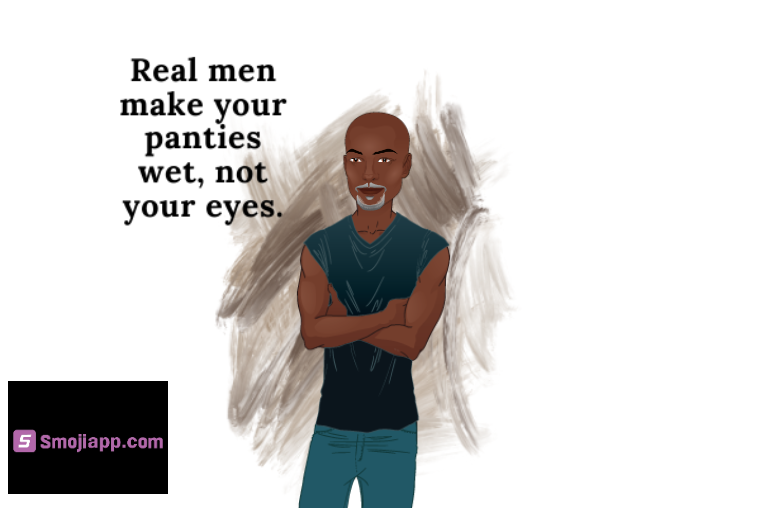 Real men
make your
panties
wet, not
your eyes.
S Smojiapp.com